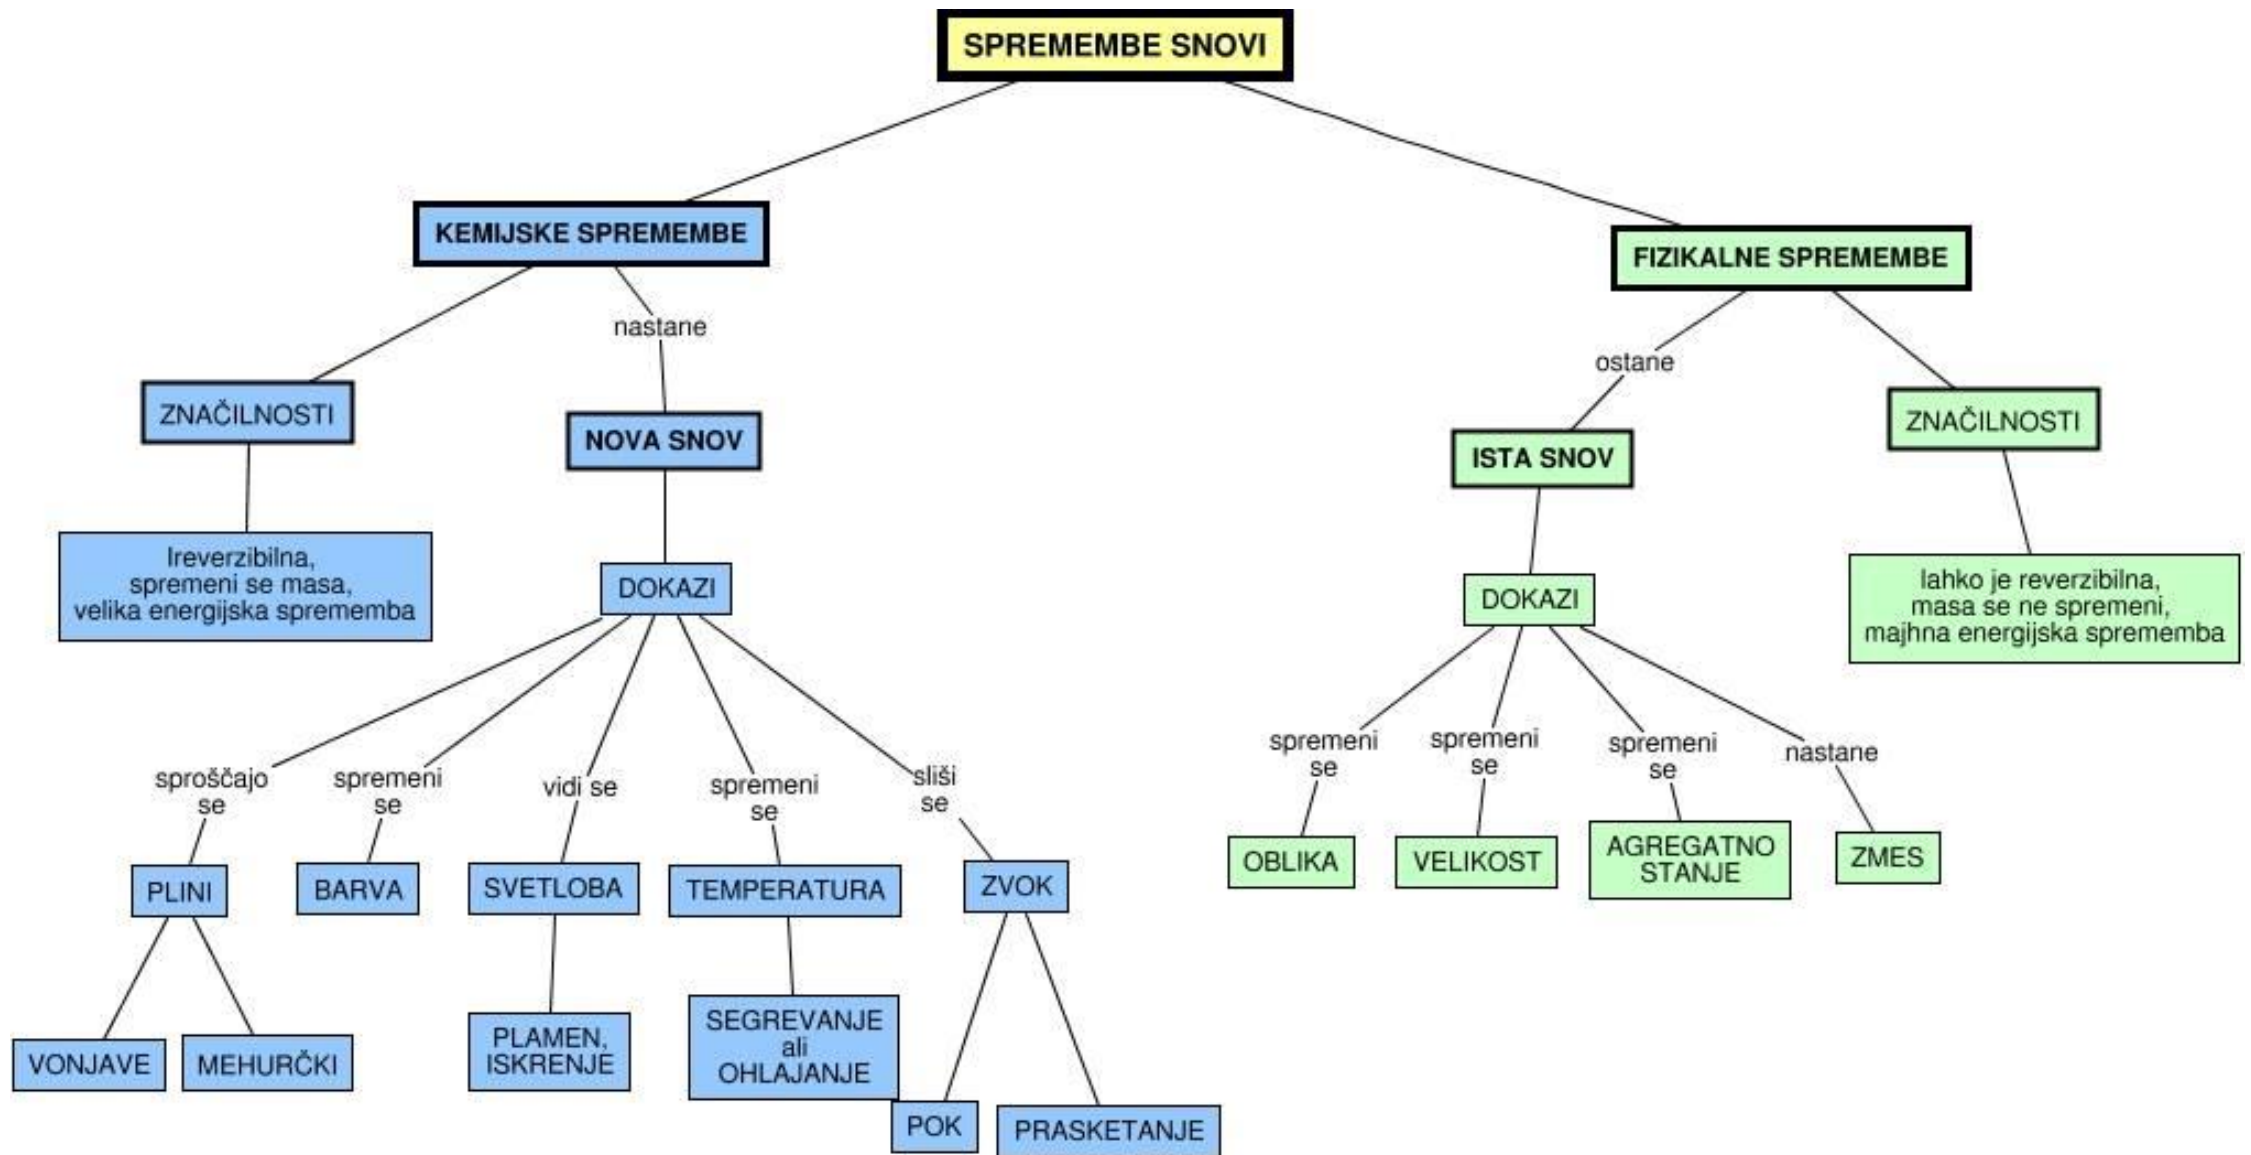 SPREMEMBE SNOVI
KEMIJSKE SPREMEMBE
FIZIKALNE SPREMEMBE
nastane
ostane
ZNAČILNOSTI
NOVA SNOV
ISTA SNOV
ZNAČILNOSTI
Ireverzibilna,
spremeni se masa,
velika energijska sprememba
DOKAZI
DOKAZI
lahko je reverzibilna,
masa se ne spremeni,
majhna energijska sprememba
sproščajo
se
spremeni
se
vidi se
spremeni
se
sliši
se
spremeni
se
spremeni
se
spremeni
se
nastane
PLINI
BARVA
SVETLOBA
TEMPERATURA
ZVOK
OBLIKA
VELIKOST
AGREGATNO
STANJE
ZMES
VONJAVE
MEHURČKI
PLAMEN,
ISKRENJE
SEGREVANJE
ali
OHLAJANJE
POK
PRASKETANJE